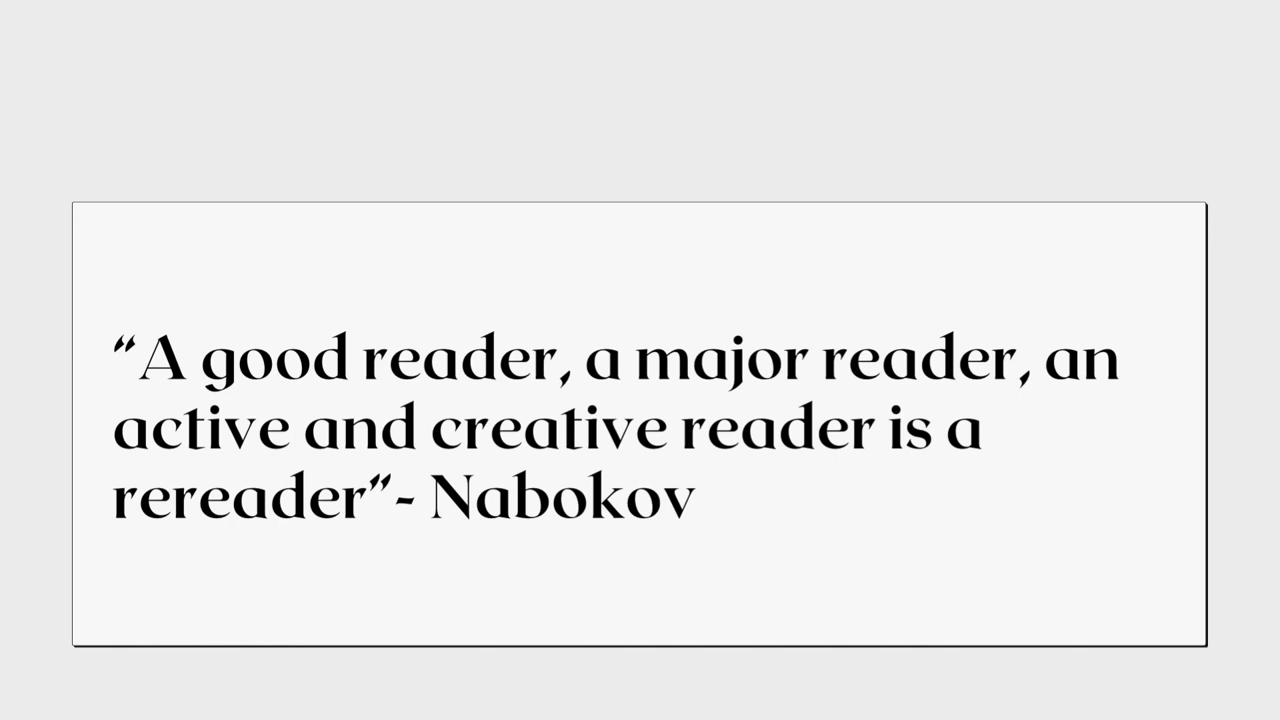 “A good reader, a major reader, an
active and creative reader is a
rereader”- Nabokov